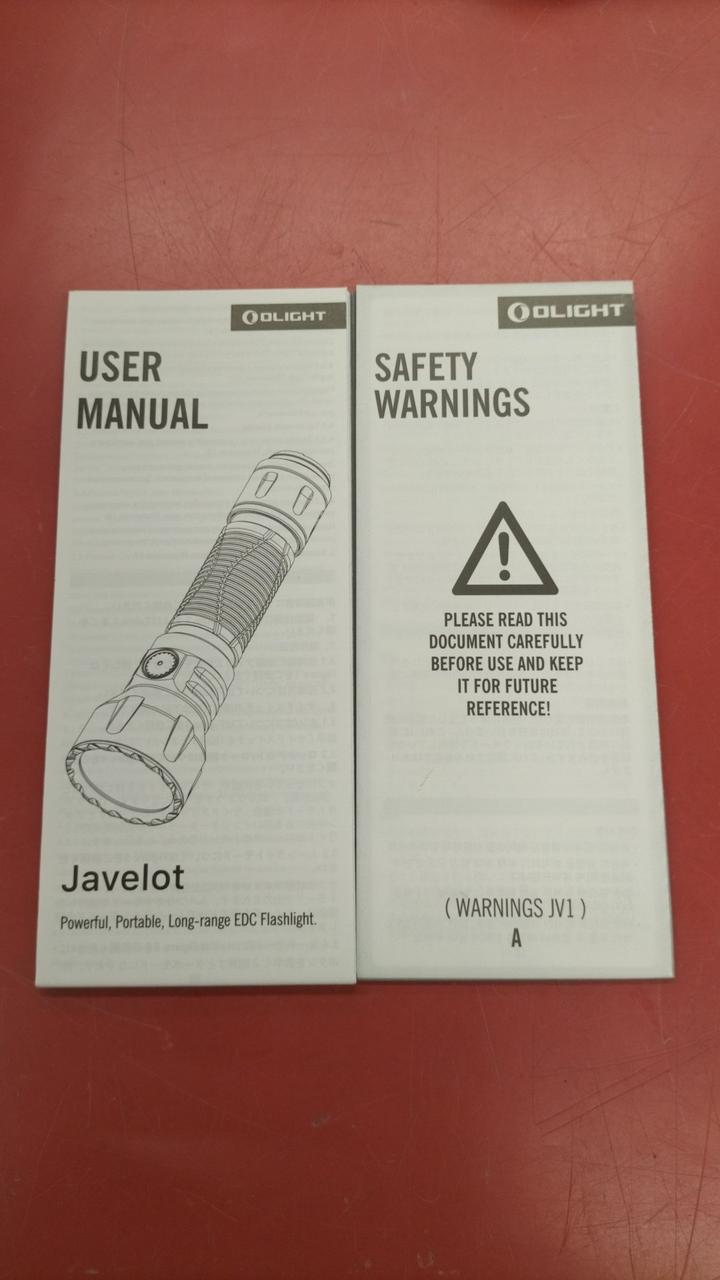 OLIGHT
USER
MANUAL
Javelot
Powerful, Portable, Long-range EDC Flashlight.
OLIGHT
SAFETY
WARNINGS
PLEASE READ THIS
DOCUMENT CAREFULLY
BEFORE USE AND KEEP
IT FOR FUTURE
REFERENCE!
( WARNINGS JV1 )
A